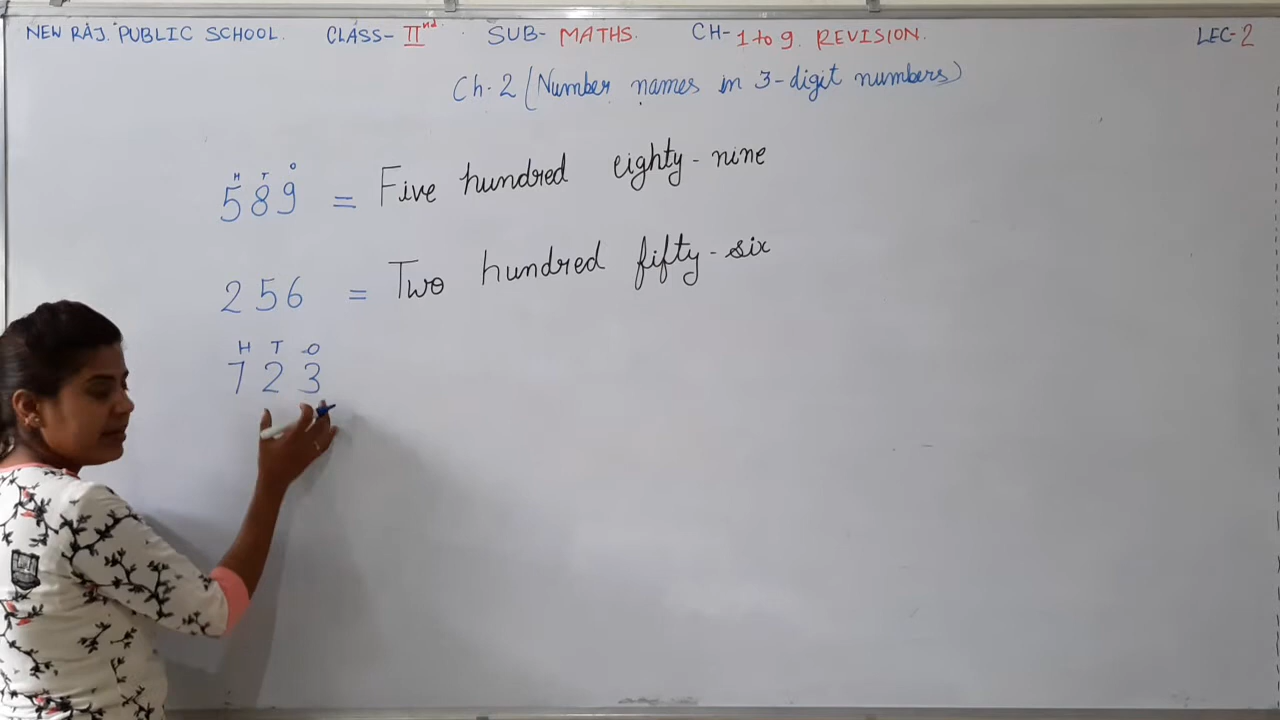 NEW RAJ. PUBLIC SCHOOL. CLASS- IInd. SUB- MATHS. CH- 1 to 9. REVISION. LEC-2
Ch. 2 (Number names in 3-digit numbers)
H T O
589 = Five hundred eighty-nine
256 = Two hundred fifty-six
H T O
723